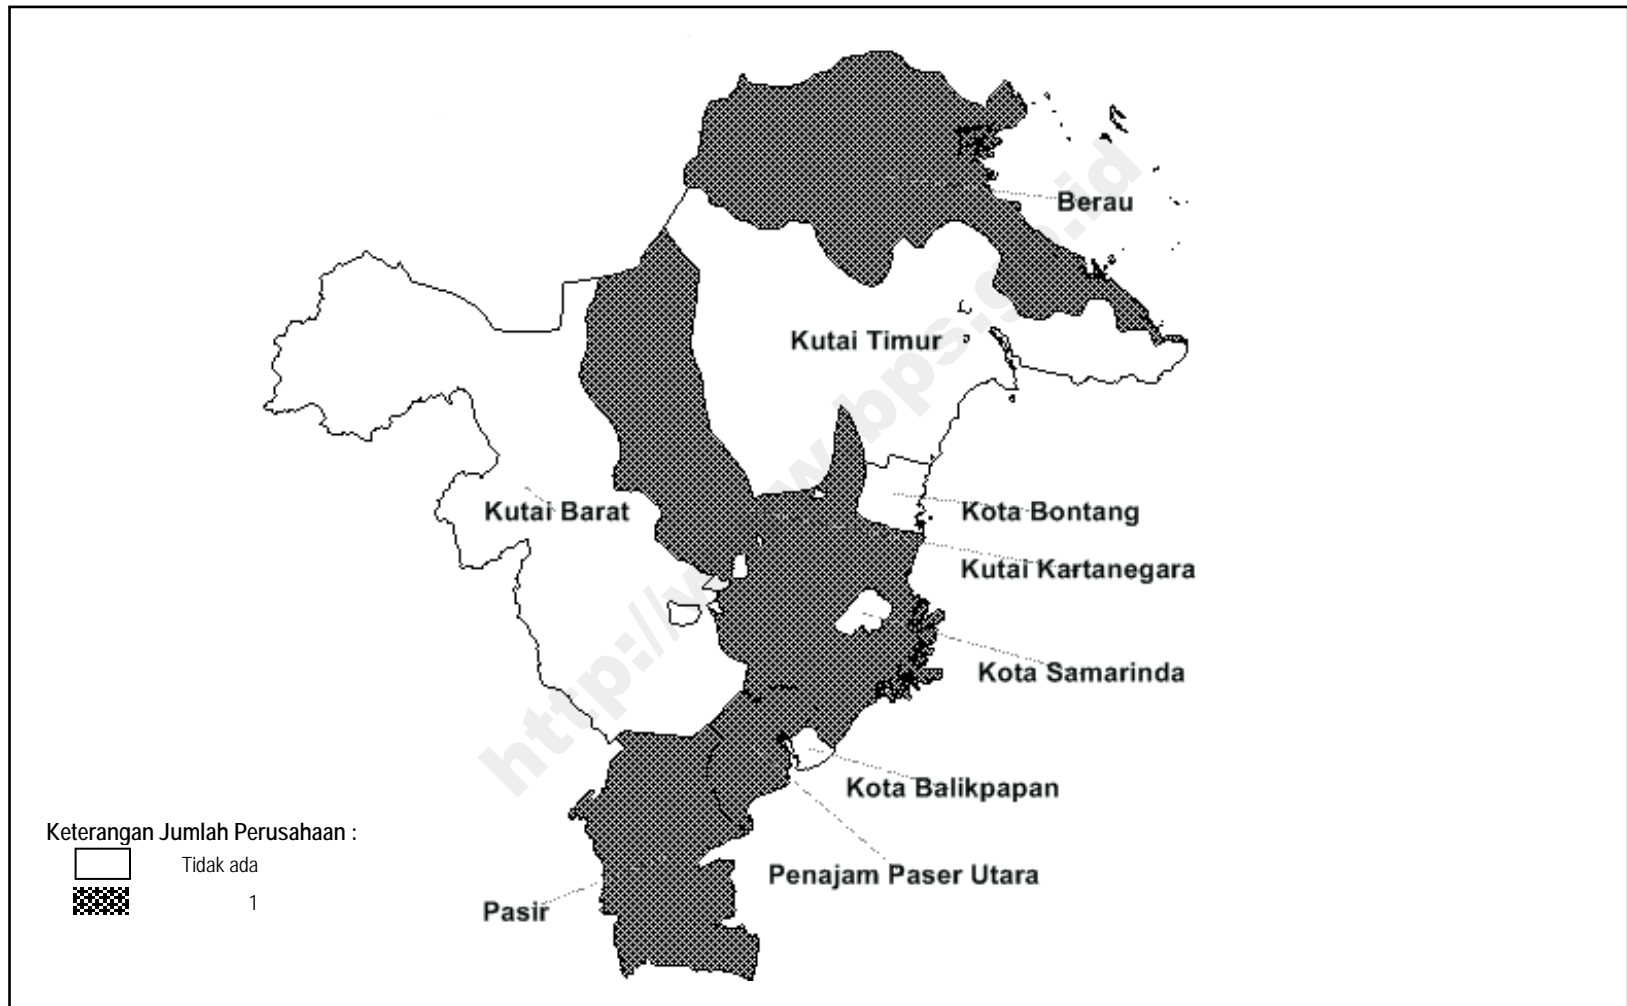 Berau
Kutai Timur
Kutai Barat
Kota Bontang
Kutai Kartanegara
Kota Samarinda
Kota Balikpapan
Penajam Paser Utara
Pasir
Keterangan Jumlah Perusahaan :
Tidak ada
1
http://www.bps.go.id